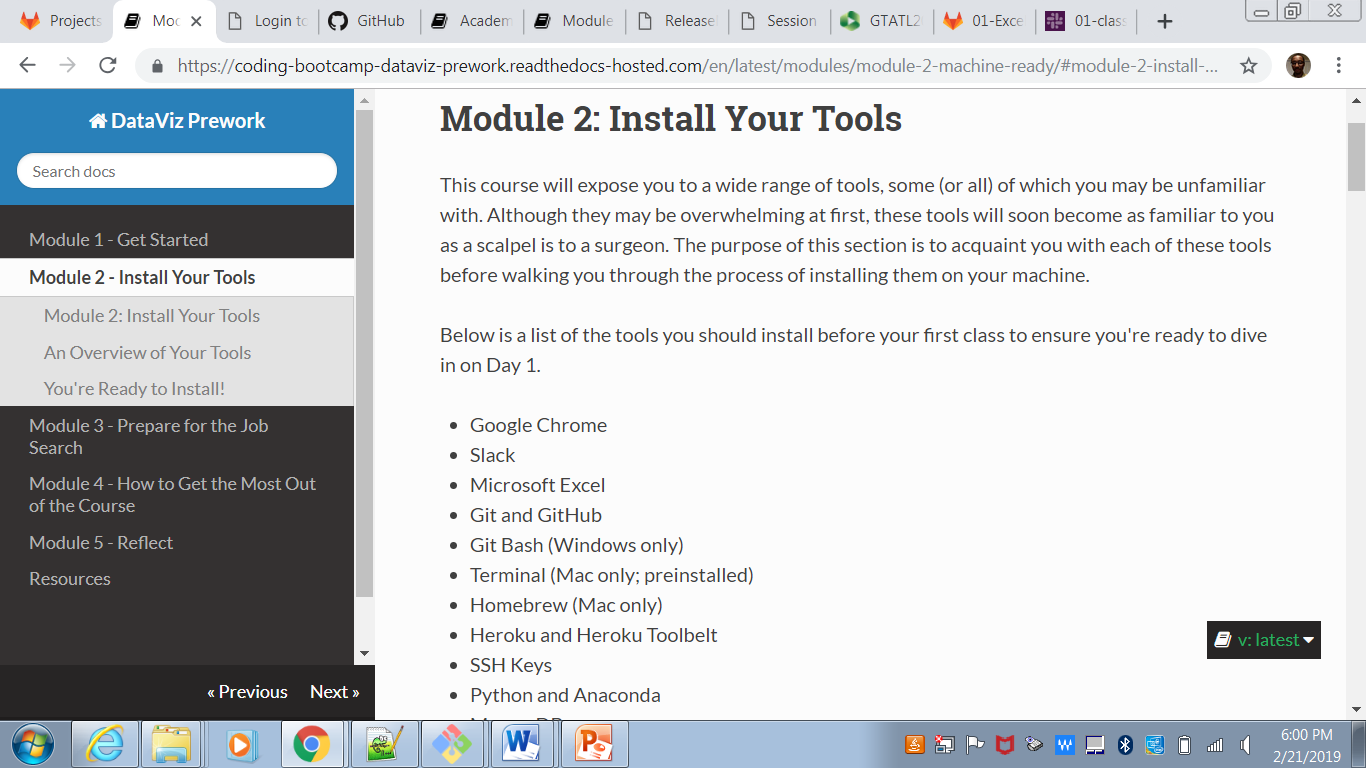 Projects
Moc
Login to
GitHub
Academ
Module
Release
Session
GTATL2
01-Exce
01-class
https://coding-bootcamp-dataviz-prework.readthedocs-hosted.com/en/latest/modules/module-2-machine-ready/#module-2-install-...
DataViz Prework
Search docs
Module 1 - Get Started
Module 2 - Install Your Tools
Module 2: Install Your Tools
An Overview of Your Tools
You're Ready to Install!
Module 3 - Prepare for the Job
Search
Module 4 - How to Get the Most Out
of the Course
Module 5 - Reflect
Resources
« Previous
Next »
Module 2: Install Your Tools
This course will expose you to a wide range of tools, some (or all) of which you may be unfamiliar
with. Although they may be overwhelming at first, these tools will soon become as familiar to you
as a scalpel is to a surgeon. The purpose of this section is to acquaint you with each of these tools
before walking you through the process of installing them on your machine.
Below is a list of the tools you should install before your first class to ensure you're ready to dive
in on Day 1.
• Google Chrome
• Slack
• Microsoft Excel
• Git and GitHub
• Git Bash (Windows only)
• Terminal (Mac only; preinstalled)
• Homebrew (Mac only)
• Heroku and Heroku Toolbelt
• SSH Keys
• Python and Anaconda
v: latest
6:00 PM
2/21/2019